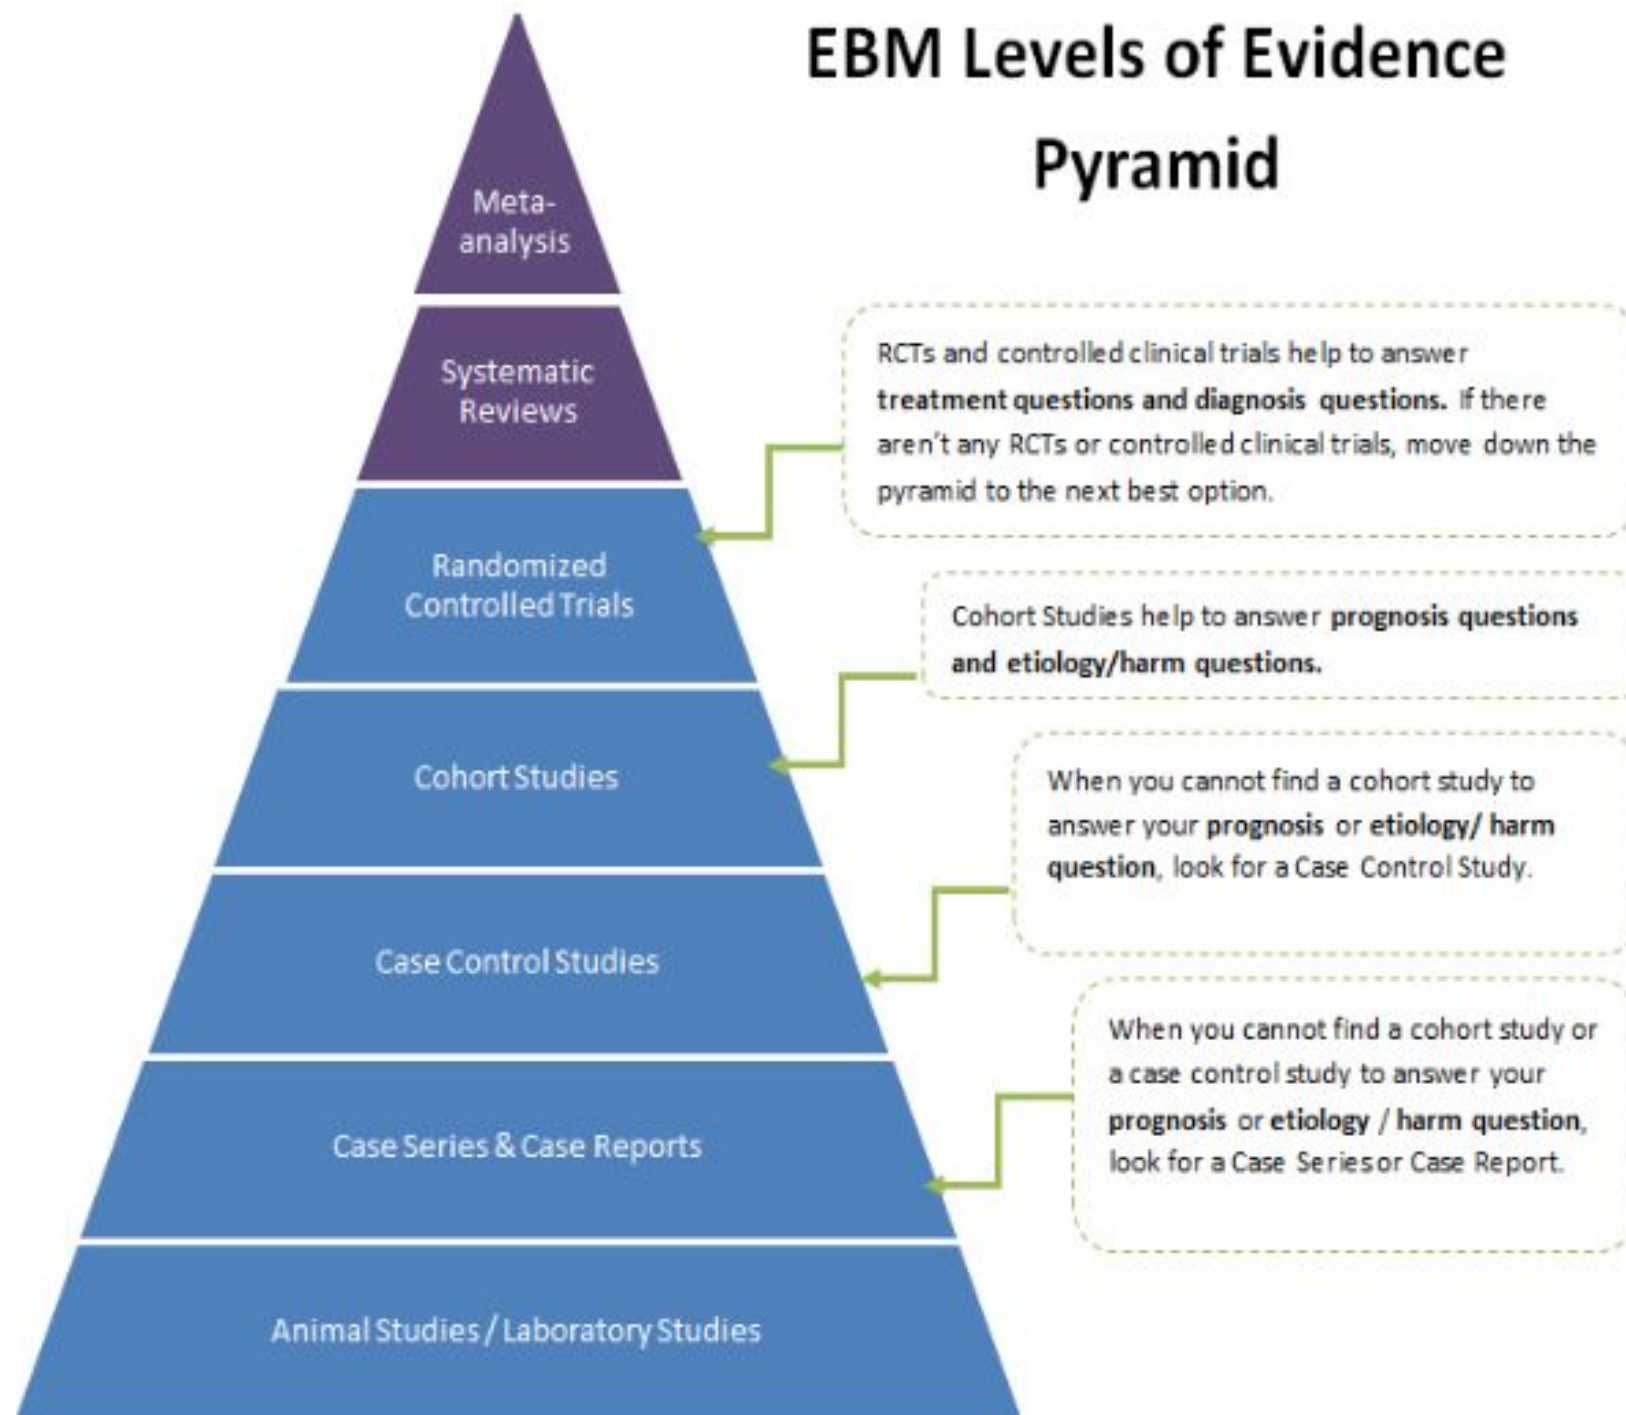 EBM Levels of Evidence
Pyramid
Meta-
analysis
Systematic
Reviews
RCTs and controlled clinical trials help to answer
treatment questions and diagnosis questions. If there
aren't any RCTs or controlled clinical trials, move down the
pyramid to the next best option.
Randomized
Controlled Trials
Cohort Studies help to answer prognosis questions
and etiology/harm questions.
Cohort Studies
When you cannot find a cohort study to
answer your prognosis or etiology/ harm
question, look for a Case Control Study.
Case Control Studies
When you cannot find a cohort study or
a case control study to answer your
prognosis or etiology / harm question,
look for a Case Series or Case Report.
Case Series & Case Reports
Animal Studies / Laboratory Studies